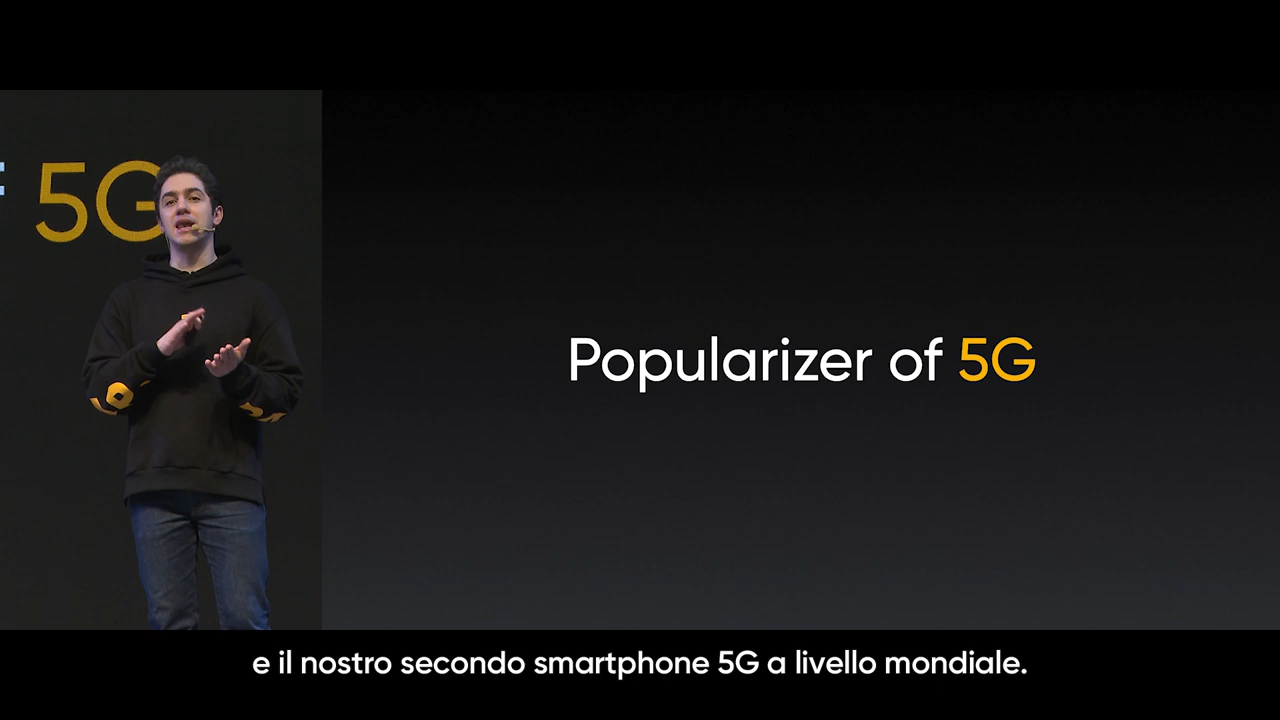 5G
Popularizer of 5G
e il nostro secondo smartphone 5G a livello mondiale.